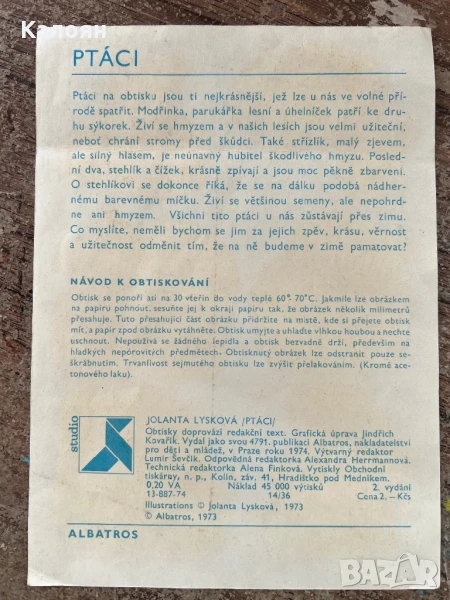 Калоян
PTÁCI
Ptáci na obtisku jsou ti nejkrásnější, jež lze u nás ve volné pří-
rodě spatřit. Modřinka, parukářka lesní a úhelníček patří ke dru-
hu sýkorek. Živí se hmyzem a v našich lesích jsou velmi užiteční,
neboť chrání stromy před škůdci. Také střízlík, malý zjevem,
ale silný hlasem, je neúnavný hubitel škodlivého hmyzu. Posled-
ní dva, stehlík a čížek, krásně zpívají a jsou moc pěkně zbarveni.
O stehlíkovi se dokonce říká, že se na dálku podobá nádher-
nému barevnému míčku. Živí se většinou semeny, ale nepohrd-
ne ani hmyzem. Všichni tito ptáci u nás zůstávají přes zimu.
Co myslíte, neměli bychom se jim za jejich zpěv, krásu, věrnost
a užitečnost odměnit tím, že na ně budeme v zimě pamatovat?
NÁVOD K OBTISKOVÁNÍ
Obtisk se ponoří asi na 30 vteřin do vody teplé 60°- 70°C. Jakmile lze obrázkem
na papíru pohnout, sesuňte jej k okraji papíru tak, že obrázek několik milimetrů
přesahuje. Tuto přesahující část obrázku přidržíte na místě, kde si přejete obtisk
mít, a papír zpod obrázku vytáhněte. Obtisk umyjte a uhlaďte vlhkou houbou a nechte
uschnout. Nepoužívá se žádného lepidla a obtisk bezvadně drží, především na
hladkých nepórovitých předmětech. Obtisknutý obrázek lze odstranit pouze se-
škrábnutím. Trvanlivost sejmutého obtisku lze zvýšit přelakováním. (Kromě ace-
tonového laku).
studio
JOLANTA LYSKOVÁ /PTÁCI/
Obtisky doprovází redakční text. Grafická úprava Jindřich
Kovařík. Vydal jako svou 4791. publikaci Albatros, nakladatelství
pro děti a mládež, v Praze roku 1974. Výtvarný redaktor
Lumír Ševčík. Odpovědná redaktorka Alexandra Herrmannová.
Technická redaktorka Alena Finková. Vytiskly Obchodní
tiskárny, n. p., Kolín, záv. 41, Hradištko pod Medníkem.
0,20 VA Náklad 45 000 výtisků 2. vydání
13-887-74 14/36 Cena 2.– Kčs
Illustrations © Jolanta Lysková, 1973
© Albatros, 1973
ALBATROS
BAZAR